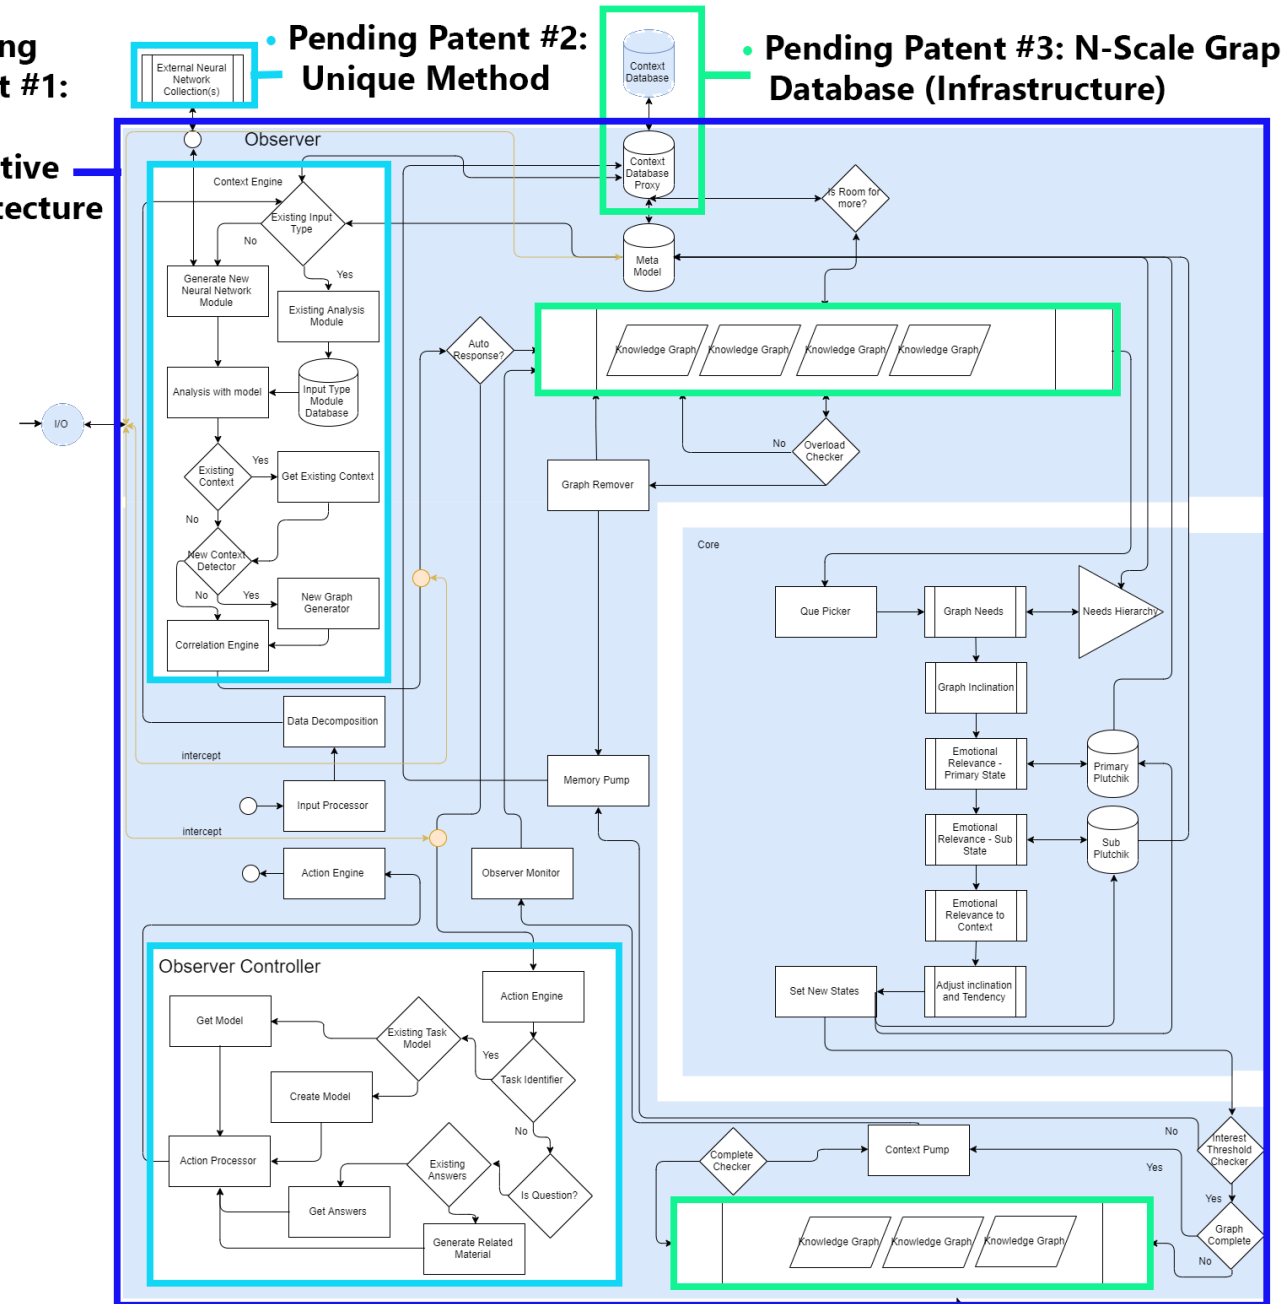 ng
t #1:
tive
tecture
• Pending Patent #2:
Unique Method
• Pending Patent #3: N-Scale Grap
Database (Infrastructure)
External Neural
Network
Collection(s)
Context
Database
Observer
Context
Database
Proxy
Is Room for
more?
Context Engine
Existing Input
Type
No
Yes
Meta
Model
Generate New
Neural Network
Module
Existing Analysis
Module
Auto
Response?
Knowledge Graph
Knowledge Graph
Knowledge Graph
Knowledge Graph
Analysis with model
Input Type
Module
Database
I/O
No
Overload
Checker
Existing
Context
Yes
Get Existing Context
Graph Remover
No
New Context
Detector
No
Yes
New Graph
Generator
Correlation Engine
Core
Que Picker
Graph Needs
Needs Hierarchy
Graph Inclination
Data Decomposition
intercept
Emotional
Relevance -
Primary State
Primary
Plutchik
Memory Pump
Input Processor
intercept
Emotional
Relevance - Sub
State
Sub
Plutchik
Action Engine
Observer Monitor
Emotional
Relevance to
Context
Observer Controller
Set New States
Adjust inclination
and Tendency
Action Engine
Get Model
Existing Task
Model
Yes
Task Identifier
Create Model
No
Action Processor
Existing
Answers
Is Question?
Get Answers
Generate Related
Material
Complete
Checker
Context Pump
No
Interest
Threshold
Checker
Yes
Yes
Graph
Complete
No
Knowledge Graph
Knowledge Graph
Knowledge Graph